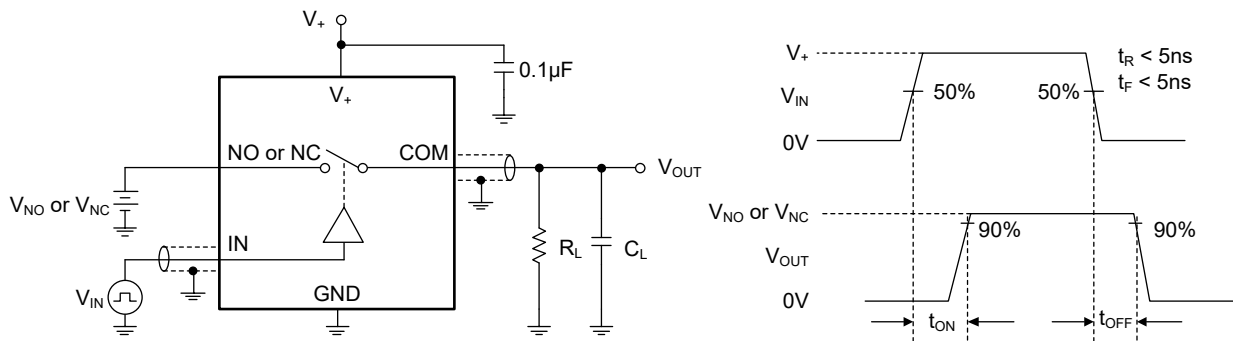 V+
0.1µF
V+
NO or NC
COM
VOUT
VNO or VNC
IN
RL
CL
VIN
GND
V+
tR < 5ns
tF < 5ns
VIN
50%
50%
0V
VNO or VNC
90%
90%
VOUT
0V
tON
tOFF